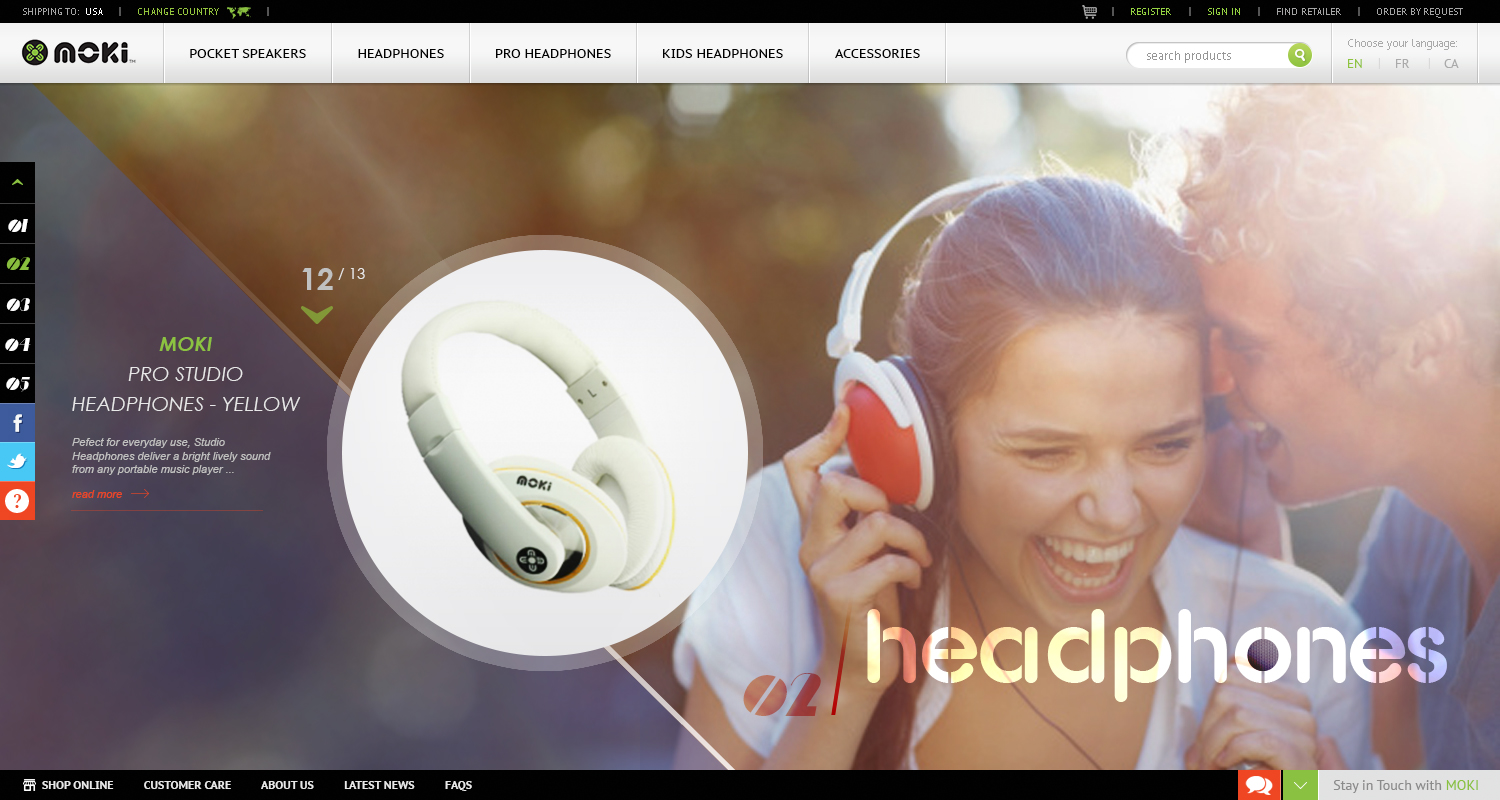 SHIPPING TO: USA | CHANGE COUNTRY | | REGISTER | SIGN IN | FIND RETAILER | ORDER BY REQUEST
MOKi™ POCKET SPEAKERS HEADPHONES PRO HEADPHONES KIDS HEADPHONES ACCESSORIES search products
Choose your language:
EN | FR | CA
01
02
03
04
05
f
?
12 / 13
MOKI
PRO STUDIO
HEADPHONES - YELLOW
Pefect for everyday use, Studio
Headphones deliver a bright lively sound
from any portable music player ...
read more
L
MOKi
02 / headphones
SHOP ONLINE CUSTOMER CARE ABOUT US LATEST NEWS FAQS Stay in Touch with MOKI